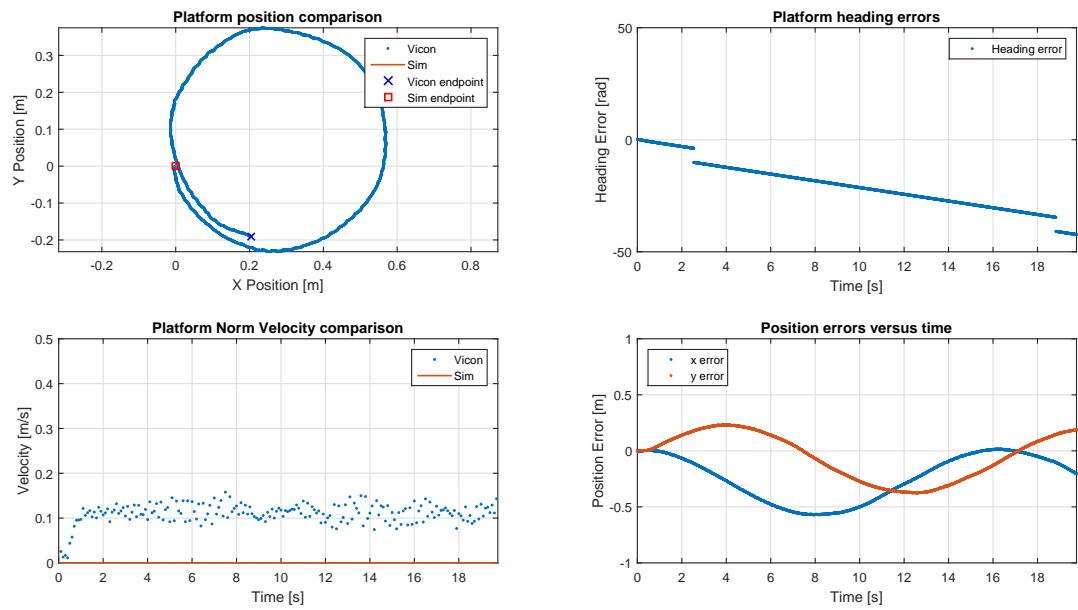 Platform position comparison
0.3
0.2
0.1
0
-0.1
-0.2
Y Position [m]
-0.2
0
0.2
0.4
0.6
0.8
X Position [m]
Vicon
Sim
Vicon endpoint
Sim endpoint
Platform heading errors
50
0
-50
Heading Error [rad]
0
2
4
6
8
10
12
14
16
18
Time [s]
Heading error
Platform Norm Velocity comparison
0.5
0.4
0.3
0.2
0.1
0
Velocity [m/s]
0
2
4
6
8
10
12
14
16
18
Time [s]
Vicon
Sim
Position errors versus time
1
0.5
0
-0.5
-1
Position Error [m]
0
2
4
6
8
10
12
14
16
18
Time [s]
x error
y error